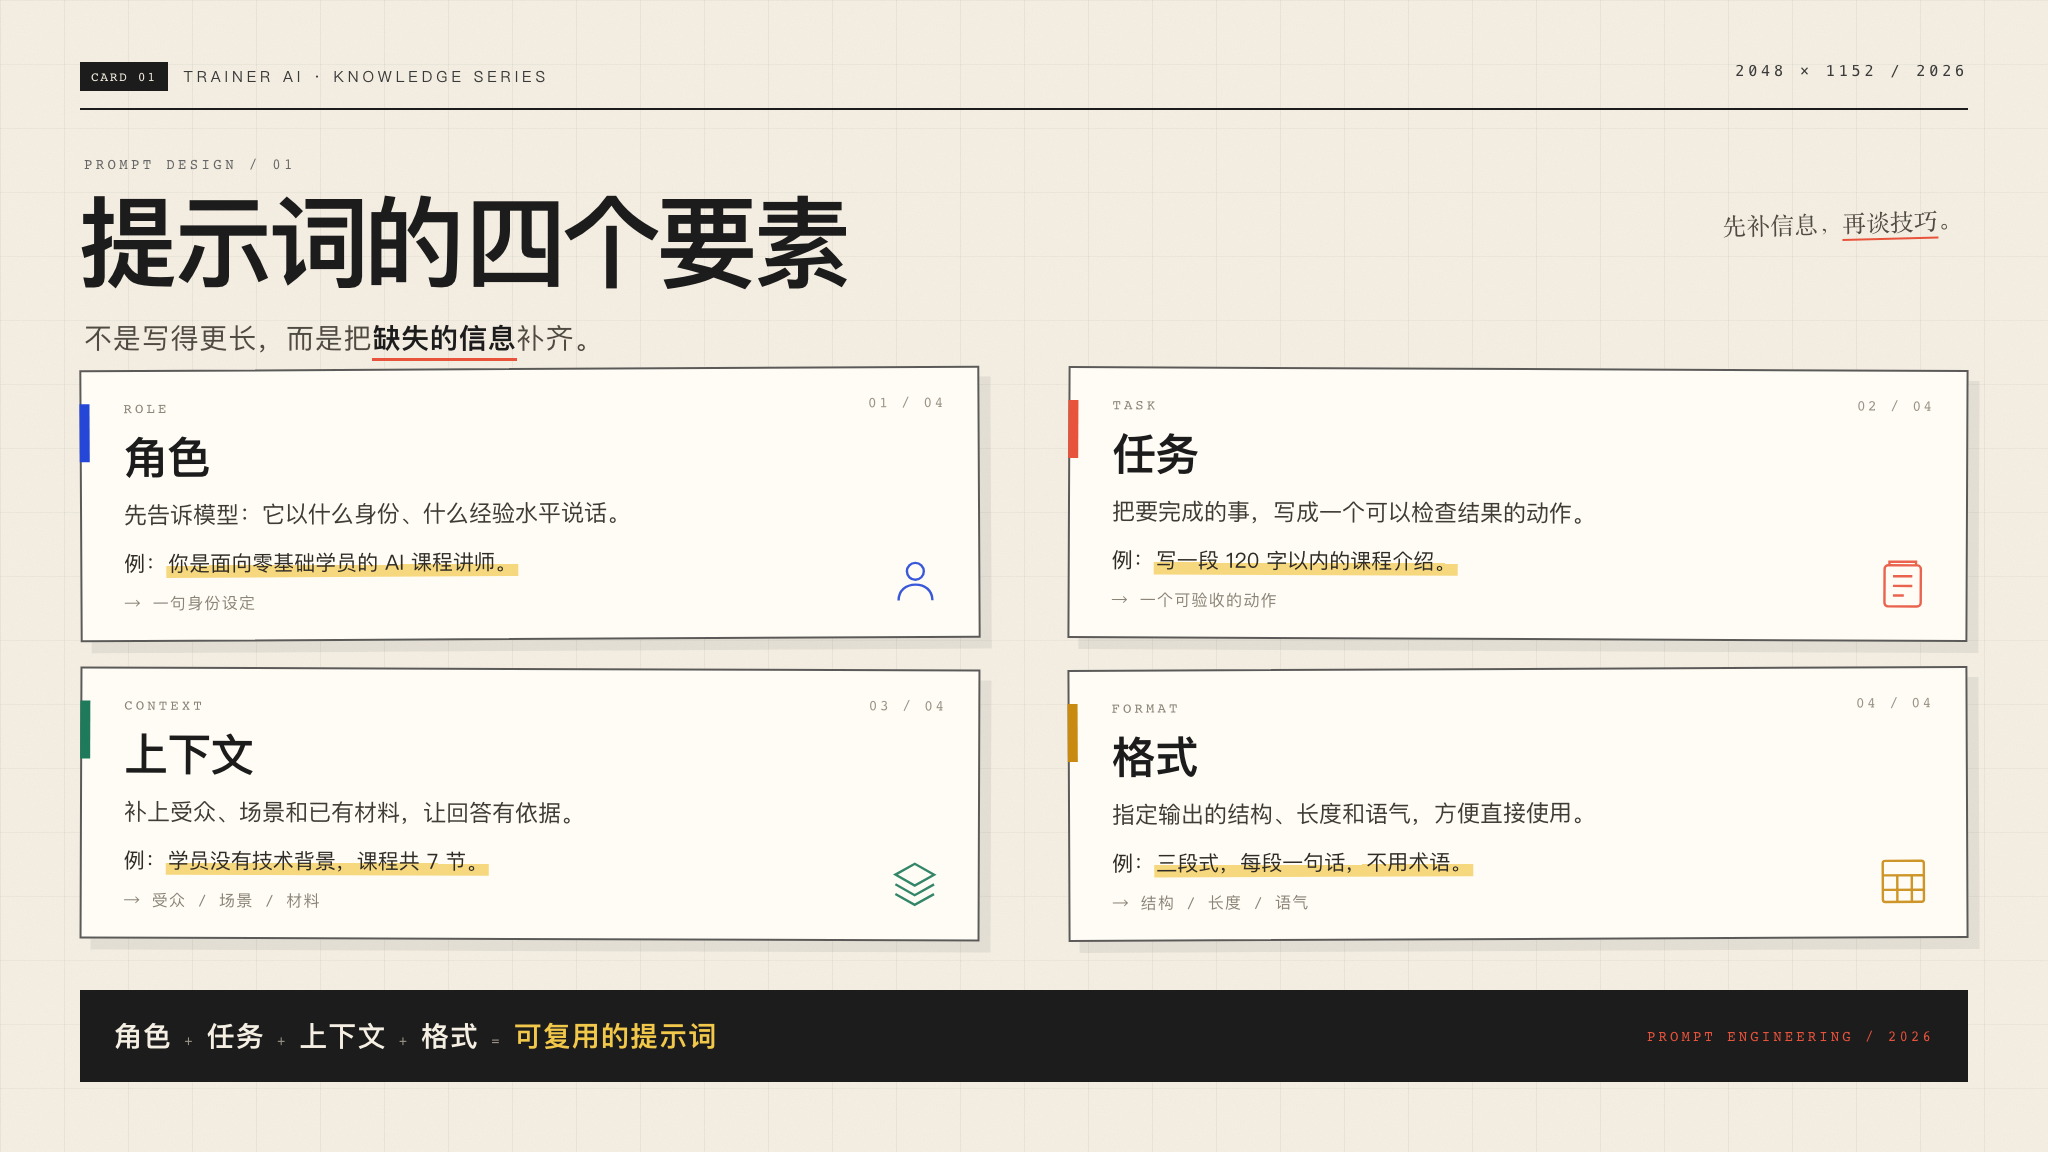 CARD 01 TRAINER AI · KNOWLEDGE SERIES
2048 × 1152 / 2026
PROMPT DESIGN / 01
提示词的四个要素
先补信息，再谈技巧。
不是写得更长，而是把缺失的信息补齐。
ROLE
01 / 04
角色
先告诉模型：它以什么身份、什么经验水平说话。
例：你是面向零基础学员的 AI 课程讲师。
→ 一句身份设定
TASK
02 / 04
任务
把要完成的事，写成一个可以检查结果的动作。
例：写一段 120 字以内的课程介绍。
→ 一个可验收的动作
CONTEXT
03 / 04
上下文
补上受众、场景和已有材料，让回答有依据。
例：学员没有技术背景，课程共 7 节。
→ 受众 / 场景 / 材料
FORMAT
04 / 04
格式
指定输出的结构、长度和语气，方便直接使用。
例：三段式，每段一句话，不用术语。
→ 结构 / 长度 / 语气
角色 + 任务 + 上下文 + 格式 = 可复用的提示词
PROMPT ENGINEERING / 2026